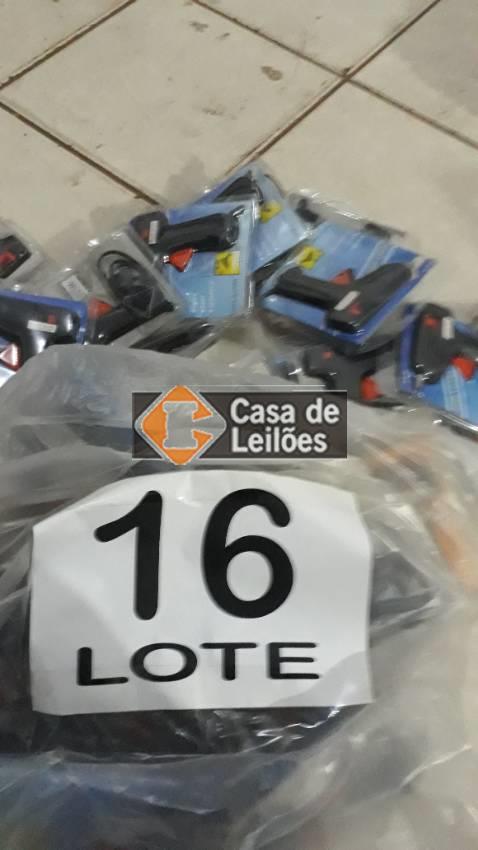 Casa de
Leilões
16
LOTE